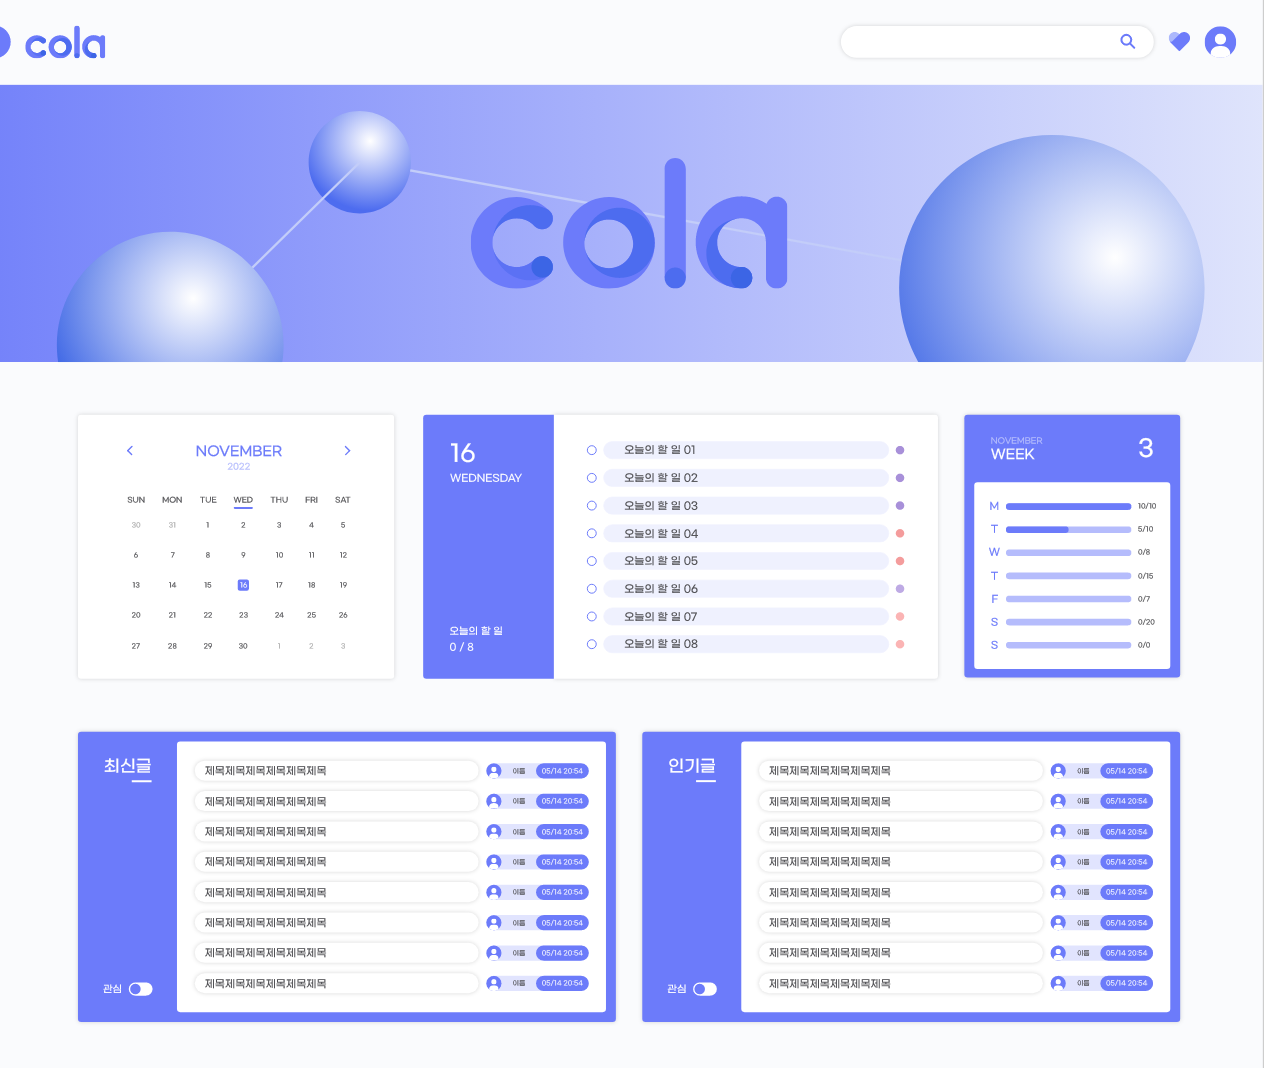 cola
cola
NOVEMBER
2022
SUN MON TUE WED THU FRI SAT
30 31 1 2 3 4 5
6 7 8 9 10 11 12
13 14 15 16 17 18 19
20 21 22 23 24 25 26
27 28 29 30 1 2 3
16
WEDNESDAY
오늘의 할 일
0 / 8
오늘의 할 일 01
오늘의 할 일 02
오늘의 할 일 03
오늘의 할 일 04
오늘의 할 일 05
오늘의 할 일 06
오늘의 할 일 07
오늘의 할 일 08
NOVEMBER
WEEK 3
M 10/10
T 5/10
W 0/8
T 0/15
F 0/7
S 0/20
S 0/0
최신글
관심
제목제목제목제목제목제목 이름 05/14 20:54
제목제목제목제목제목제목 이름 05/14 20:54
제목제목제목제목제목제목 이름 05/14 20:54
제목제목제목제목제목제목 이름 05/14 20:54
제목제목제목제목제목제목 이름 05/14 20:54
제목제목제목제목제목제목 이름 05/14 20:54
제목제목제목제목제목제목 이름 05/14 20:54
제목제목제목제목제목제목 이름 05/14 20:54
인기글
관심
제목제목제목제목제목제목 이름 05/14 20:54
제목제목제목제목제목제목 이름 05/14 20:54
제목제목제목제목제목제목 이름 05/14 20:54
제목제목제목제목제목제목 이름 05/14 20:54
제목제목제목제목제목제목 이름 05/14 20:54
제목제목제목제목제목제목 이름 05/14 20:54
제목제목제목제목제목제목 이름 05/14 20:54
제목제목제목제목제목제목 이름 05/14 20:54